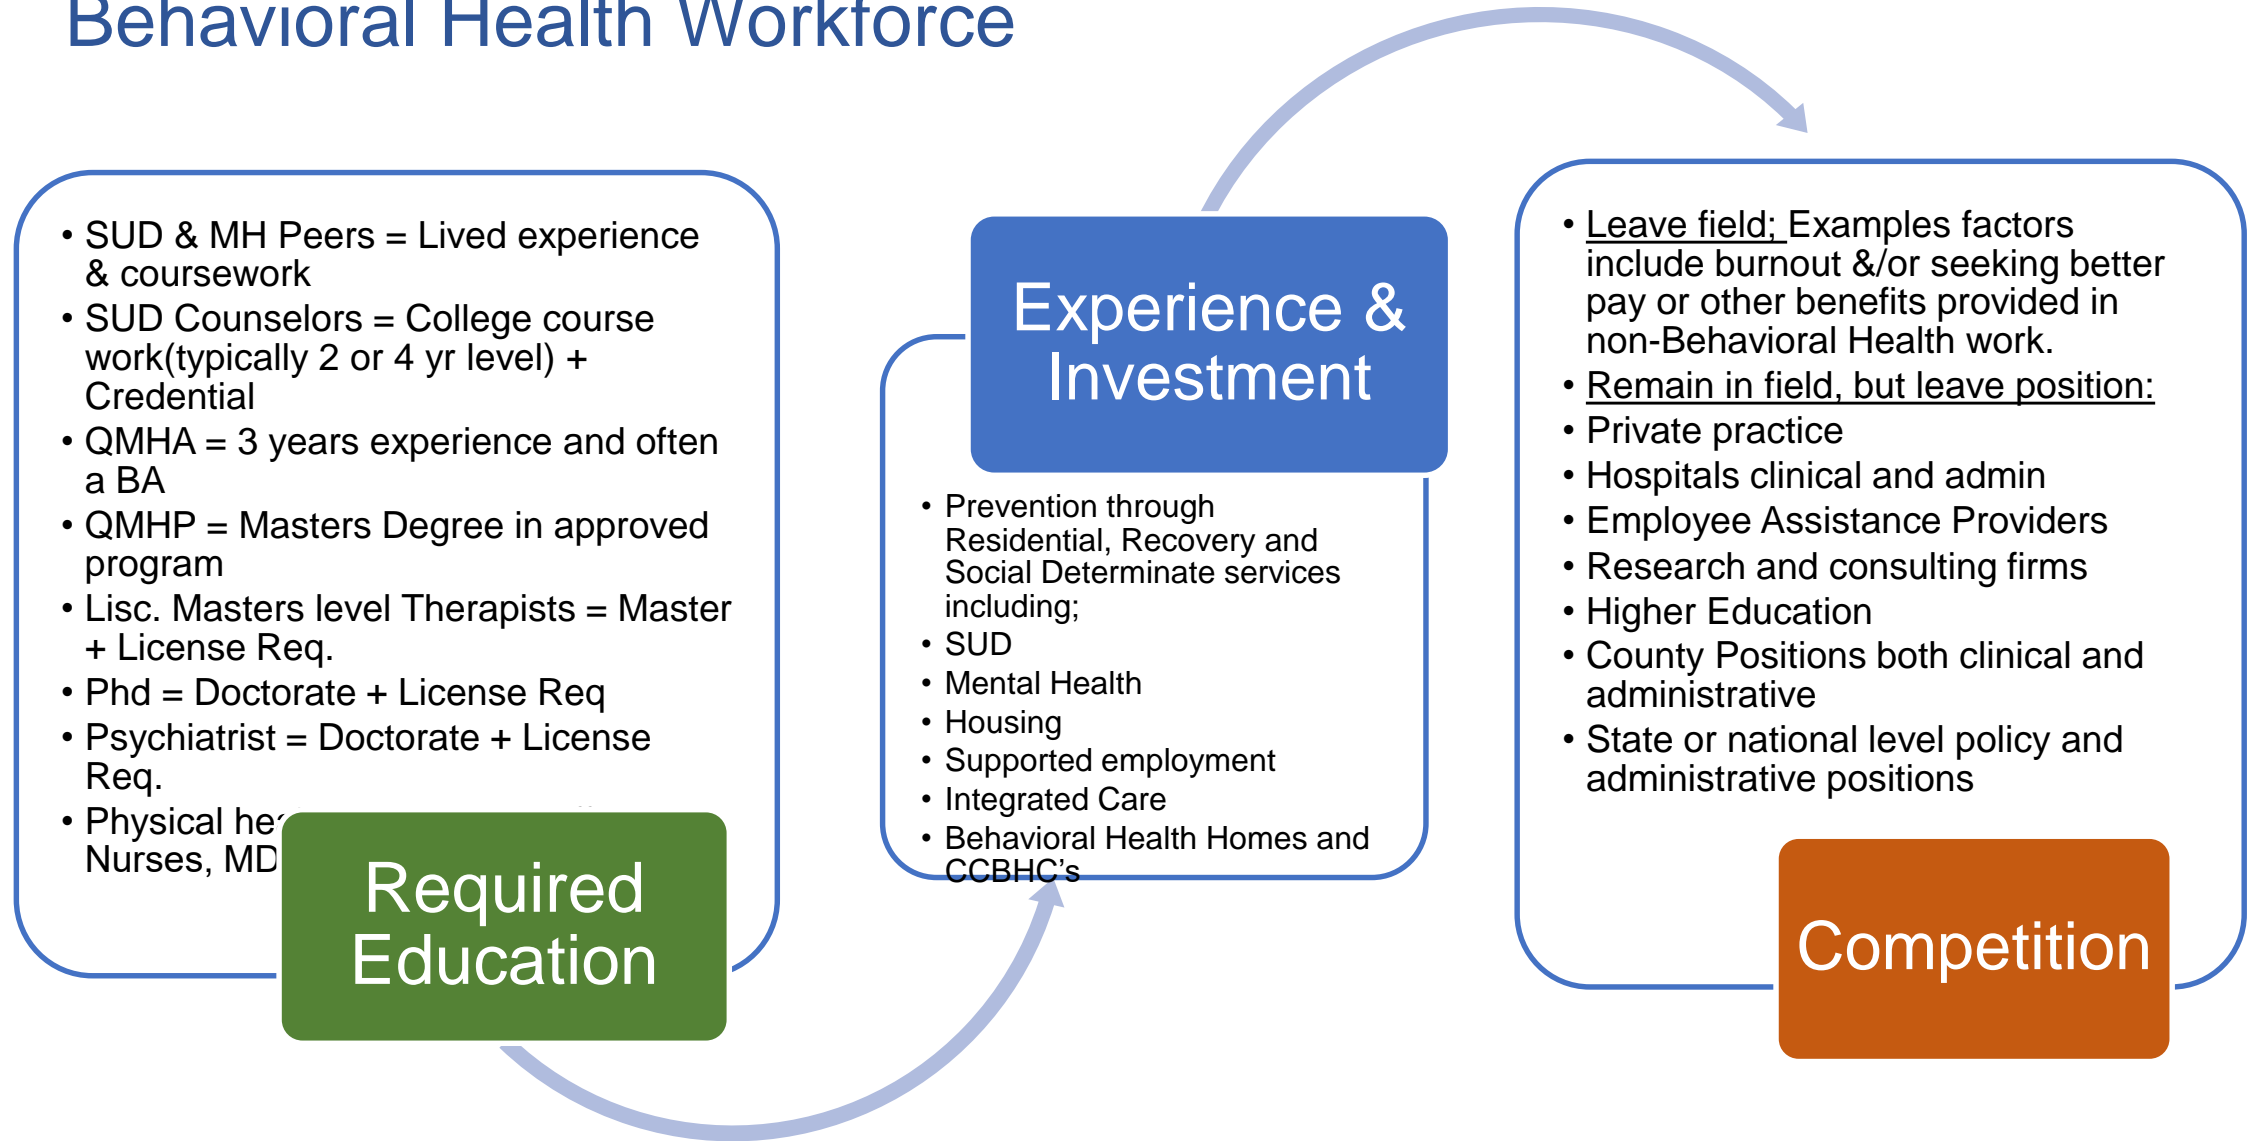 Behavioral Health Workforce
• SUD & MH Peers = Lived experience
& coursework
• SUD Counselors = College course
work(typically 2 or 4 yr level) +
Credential
• QMHA = 3 years experience and often
a BA
• QMHP = Masters Degree in approved
program
• Lisc. Masters level Therapists = Master
+ License Req.
• Phd = Doctorate + License Req
• Psychiatrist = Doctorate + License
Req.
• Physical
Nurses,
Required
Education
Experience &
Investment
• Prevention through
Residential, Recovery and
Social Determinate services
including;
• SUD
• Mental Health
• Housing
• Supported employment
• Integrated Care
• Behavioral Health Homes and
CCBHC’s
• Leave field; Examples factors
include burnout &/or seeking better
pay or other benefits provided in
non-Behavioral Health work.
• Remain in field, but leave position:
• Private practice
• Hospitals clinical and admin
• Employee Assistance Providers
• Research and consulting firms
• Higher Education
• County Positions both clinical and
administrative
• State or national level policy and
administrative positions
Competition